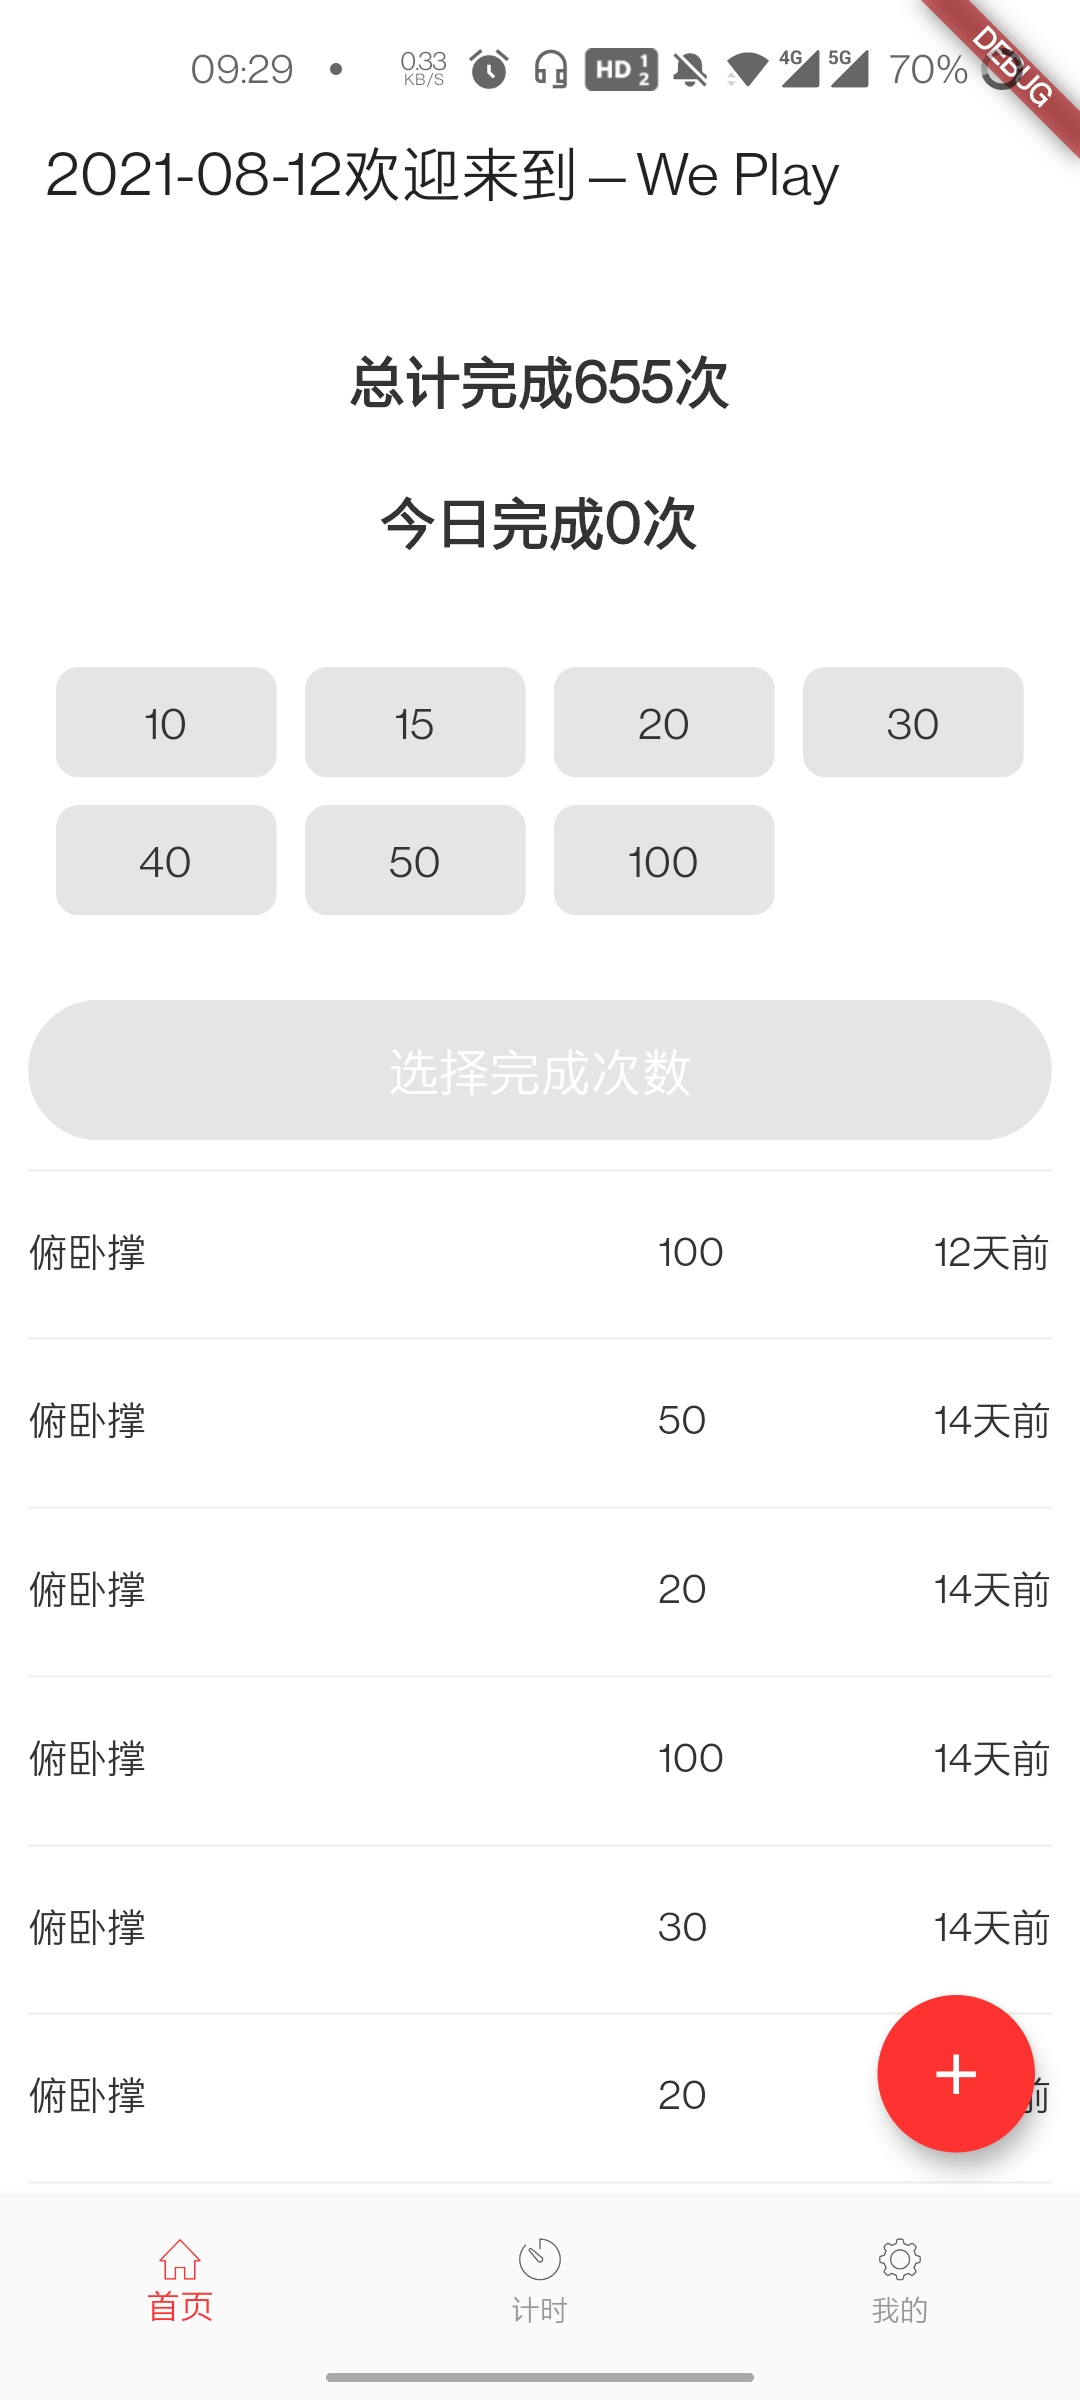 09:29 • 0.33 KB/S HD 1 2 4G 5G 70%
DEBUG
2021-08-12欢迎来到 — We Play
总计完成655次
今日完成0次
10 15 20 30
40 50 100
选择完成次数
俯卧撑 100 12天前
俯卧撑 50 14天前
俯卧撑 20 14天前
俯卧撑 100 14天前
俯卧撑 30 14天前
俯卧撑 20 前
+
首页 计时 我的